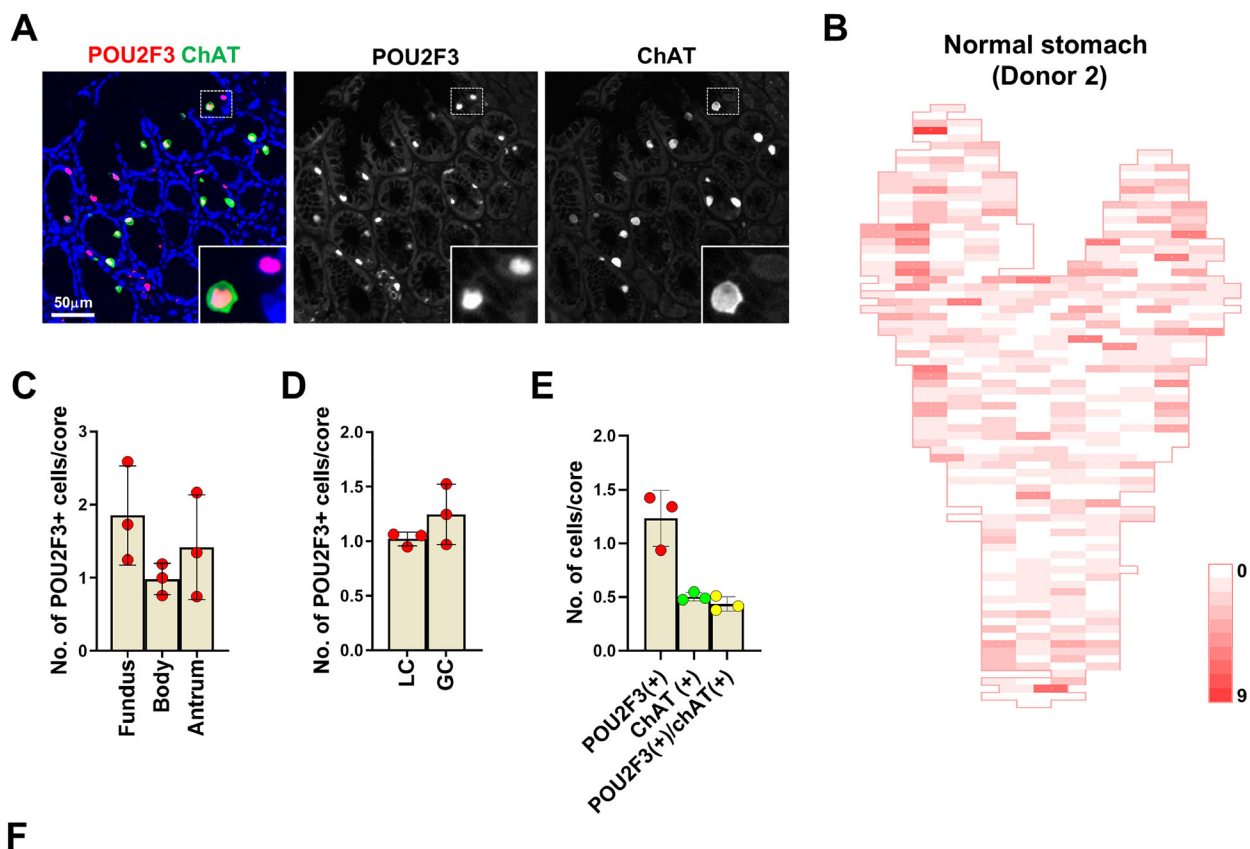 A
POU2F3 ChAT
POU2F3
ChAT
50μm
B
Normal stomach
(Donor 2)
0
9
C
No. of POU2F3+ cells/core
3
2
1
0
Fundus
Body
Antrum
D
No. of POU2F3+ cells/core
2.0
1.5
1.0
0.5
0.0
LC
GC
E
No. of cells/core
2.0
1.5
1.0
0.5
0.0
POU2F3(+)
ChAT (+)
POU2F3(+)/chAT(+)
F